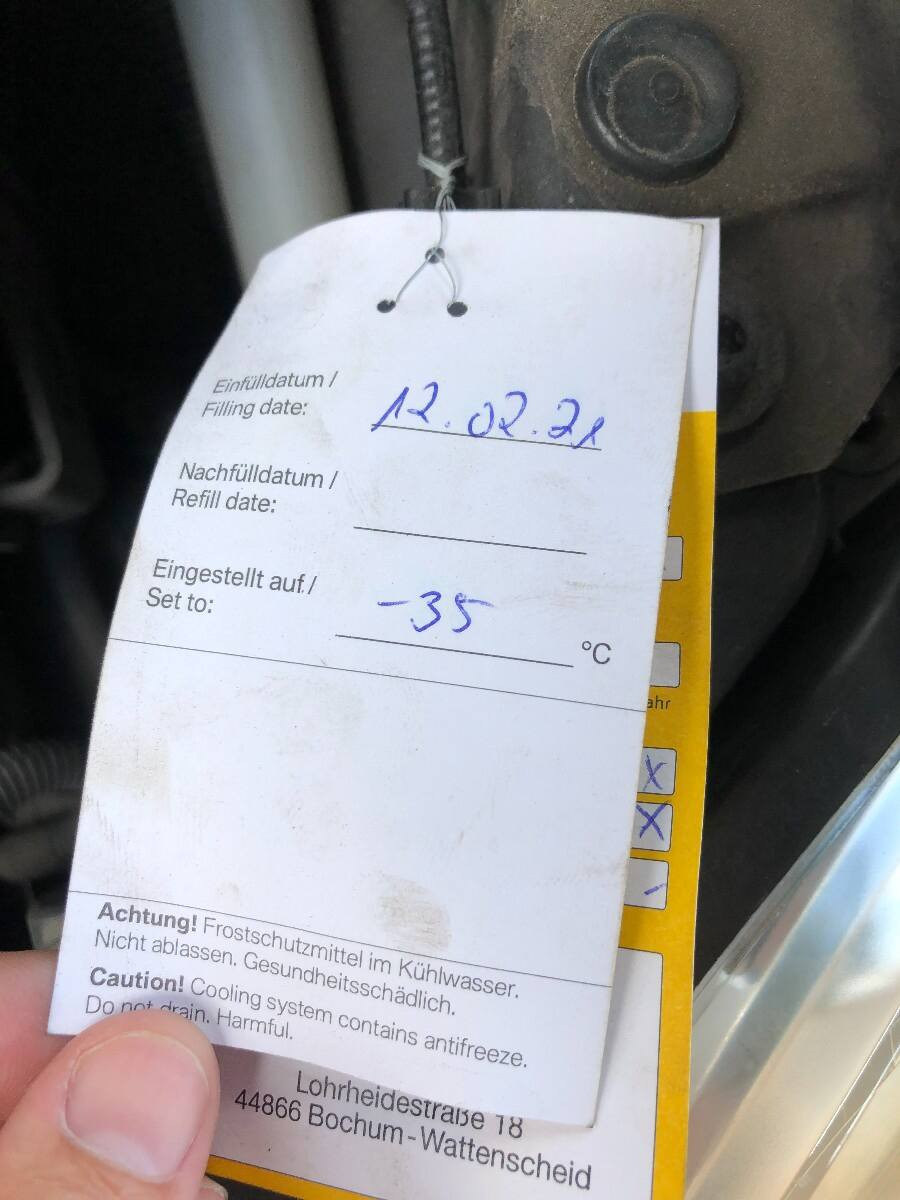 Einfülldatum /
Filling date: 12.02.21
Nachfülldatum /
Refill date:
Eingestellt auf /
Set to: -35 °C
ahr
X
X
Achtung! Frostschutzmittel im Kühlwasser.
Nicht ablassen. Gesundheitsschädlich.
Caution! Cooling system contains antifreeze.
Do not drain. Harmful.
Lohrheidestraße 18
44866 Bochum-Wattenscheid